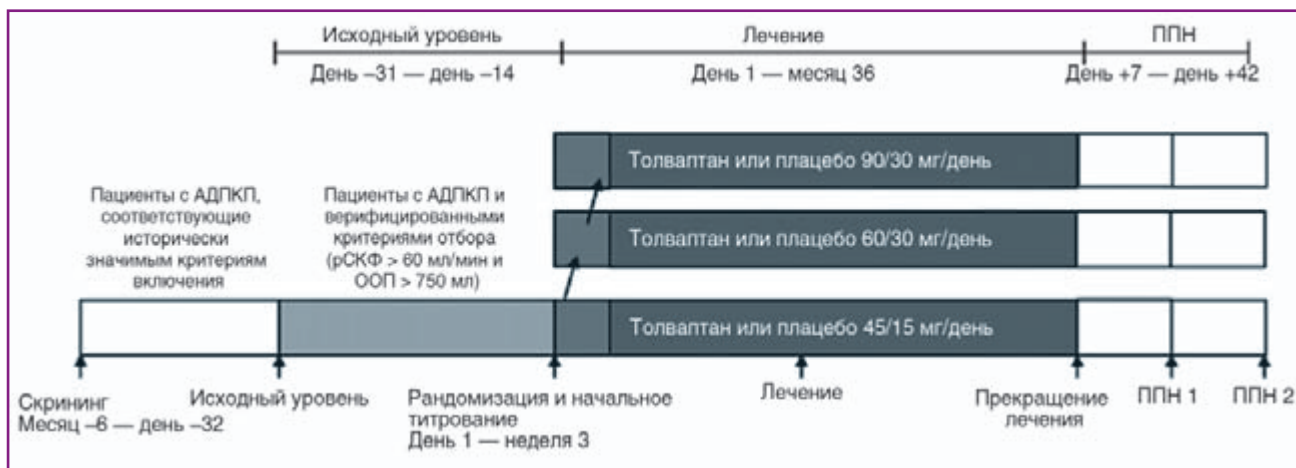 Исходный уровень
Лечение
ППН
День –31 — день –14
День 1 — месяц 36
День +7 — день +42
Толваптан или плацебо 90/30 мг/день
Пациенты с АДПКП,
соответствующие
исторически
значимым критериям
включения
Пациенты с АДПКП и
верифицированными
критериями отбора
(рСКФ > 60 мл/мин и
ООП > 750 мл)
Толваптан или плацебо 60/30 мг/день
Толваптан или плацебо 45/15 мг/день
Скрининг
Месяц –6 — день –32
Исходный уровень
Рандомизация и начальное
титрование
День 1 — неделя 3
Лечение
Прекращение
лечения
ППН 1
ППН 2